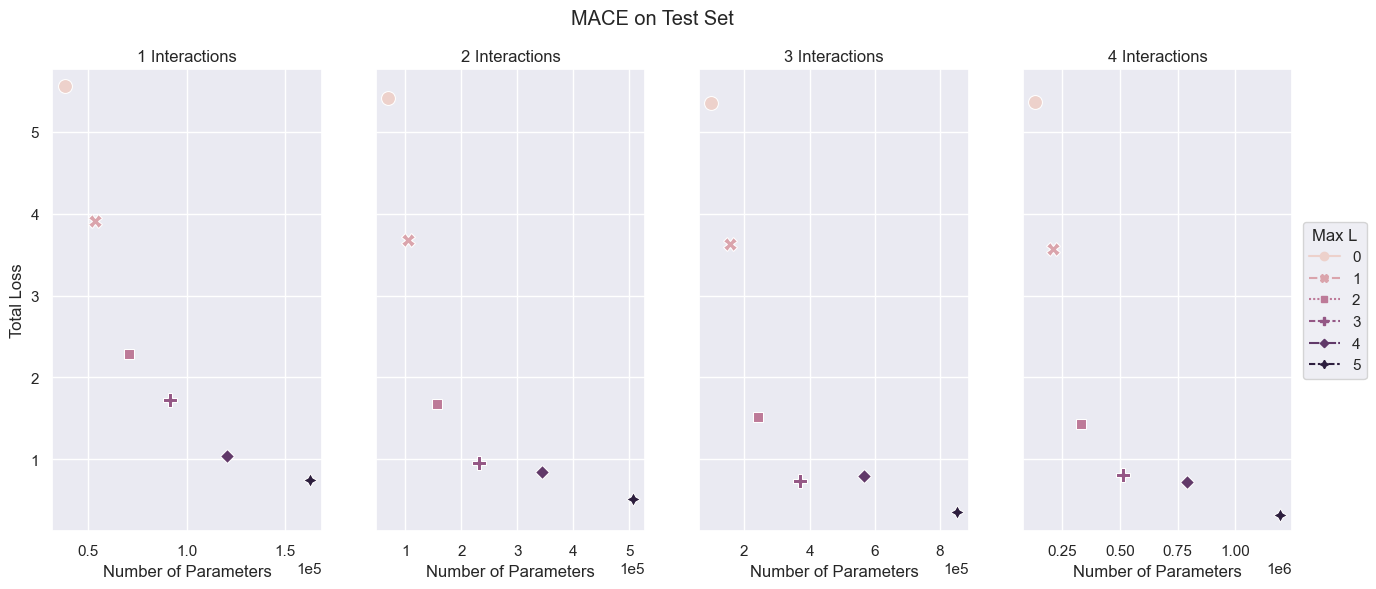 MACE on Test Set
1 Interactions
2 Interactions
3 Interactions
4 Interactions
Total Loss
5
4
3
2
1
0.5 1.0 1.5
1e5
Number of Parameters
1 2 3 4 5
1e5
Number of Parameters
2 4 6 8
1e5
Number of Parameters
0.25 0.50 0.75 1.00
1e6
Number of Parameters
Max L
0
1
2
3
4
5